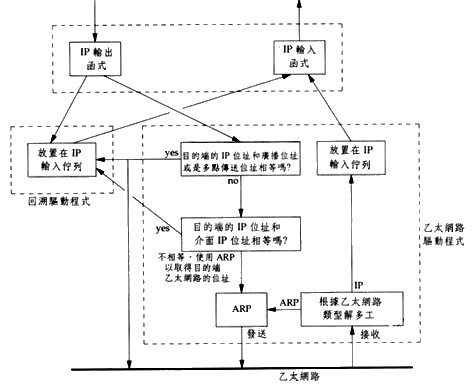 IP 輸出
函式
IP 輸入
函式
放置在 IP
輸入佇列
回溯驅動程式
yes
目的端的 IP 位址和廣播位址
或是多點傳送位址相等嗎?
放置在 IP
輸入佇列
no
yes
目的端的 IP 位址和
介面 IP 位址相等嗎?
乙太網路
驅動程式
不相等，使用 ARP
以取得目的端
乙太網路的位址
IP
ARP
ARP
根據乙太網路
類型解多工
發送
接收
乙太網路